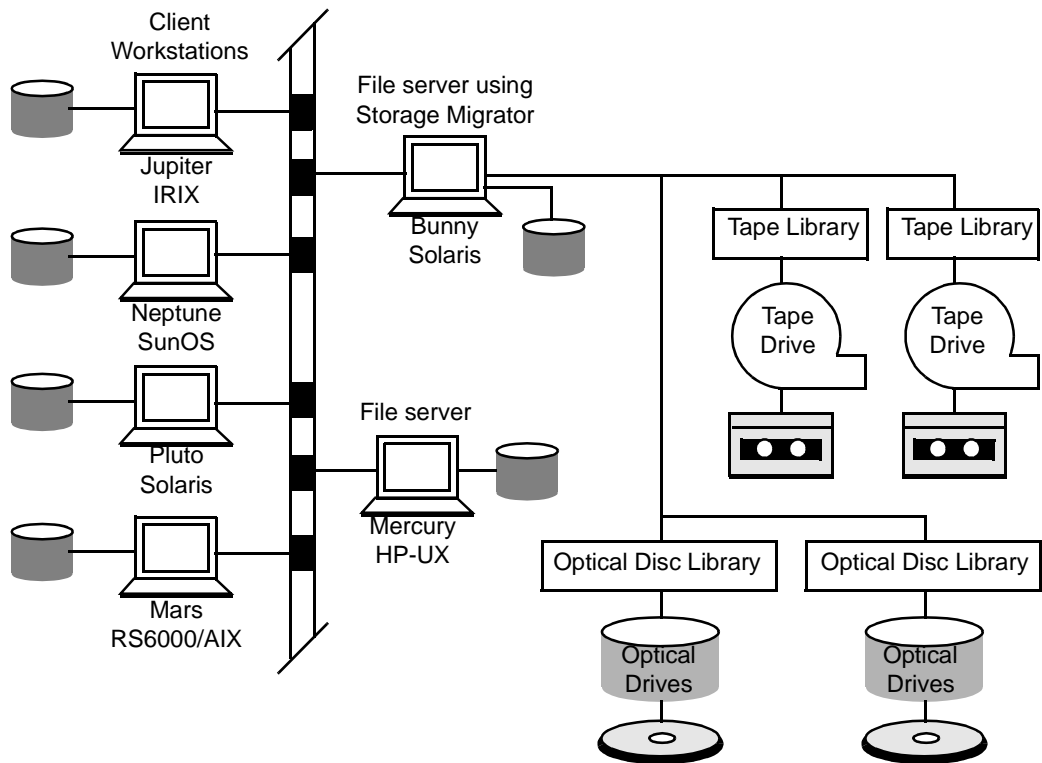 Client
Workstations
Jupiter
IRIX
Neptune
SunOS
Pluto
Solaris
Mars
RS6000/AIX
File server using
Storage Migrator
Bunny
Solaris
File server
Mercury
HP-UX
Tape Library
Tape Library
Tape
Drive
Tape
Drive
Optical Disc Library
Optical Disc Library
Optical
Drives
Optical
Drives